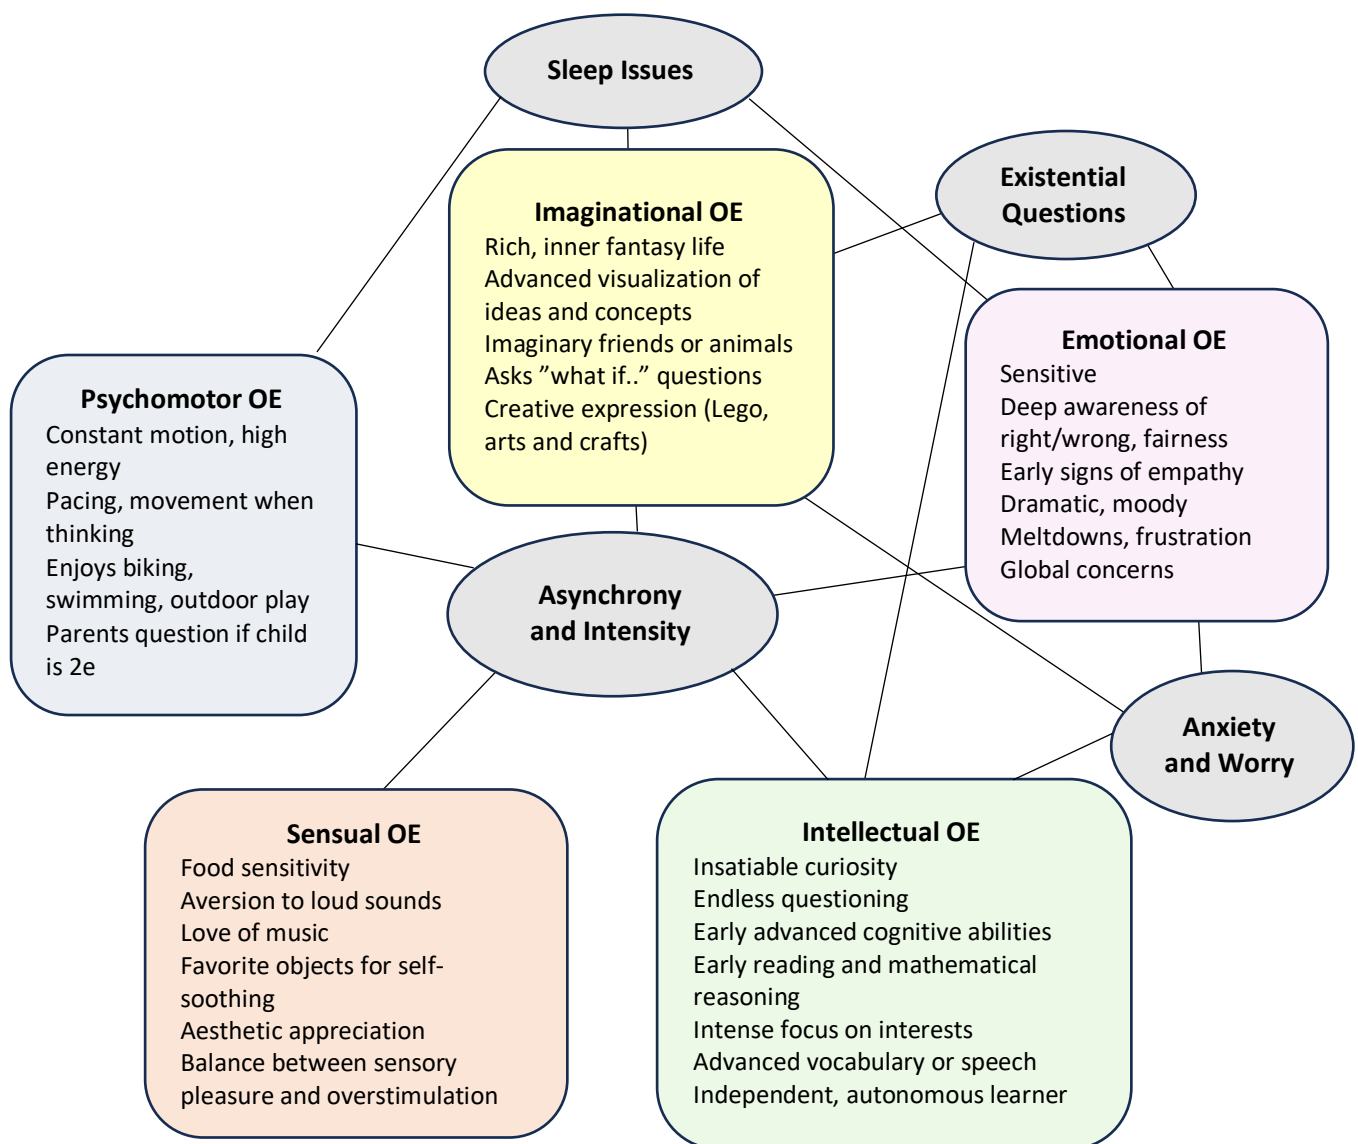 Sleep Issues
Existential
Questions
Imaginational OE
Rich, inner fantasy life
Advanced visualization of
ideas and concepts
Imaginary friends or animals
Asks ”what if..” questions
Creative expression (Lego,
arts and crafts)
Emotional OE
Sensitive
Deep awareness of
right/wrong, fairness
Early signs of empathy
Dramatic, moody
Meltdowns, frustration
Global concerns
Psychomotor OE
Constant motion, high
energy
Pacing, movement when
thinking
Enjoys biking,
swimming, outdoor play
Parents question if child
is 2e
Asynchrony
and Intensity
Anxiety
and Worry
Sensual OE
Food sensitivity
Aversion to loud sounds
Love of music
Favorite objects for self-
soothing
Aesthetic appreciation
Balance between sensory
pleasure and overstimulation
Intellectual OE
Insatiable curiosity
Endless questioning
Early advanced cognitive abilities
Early reading and mathematical
reasoning
Intense focus on interests
Advanced vocabulary or speech
Independent, autonomous learner